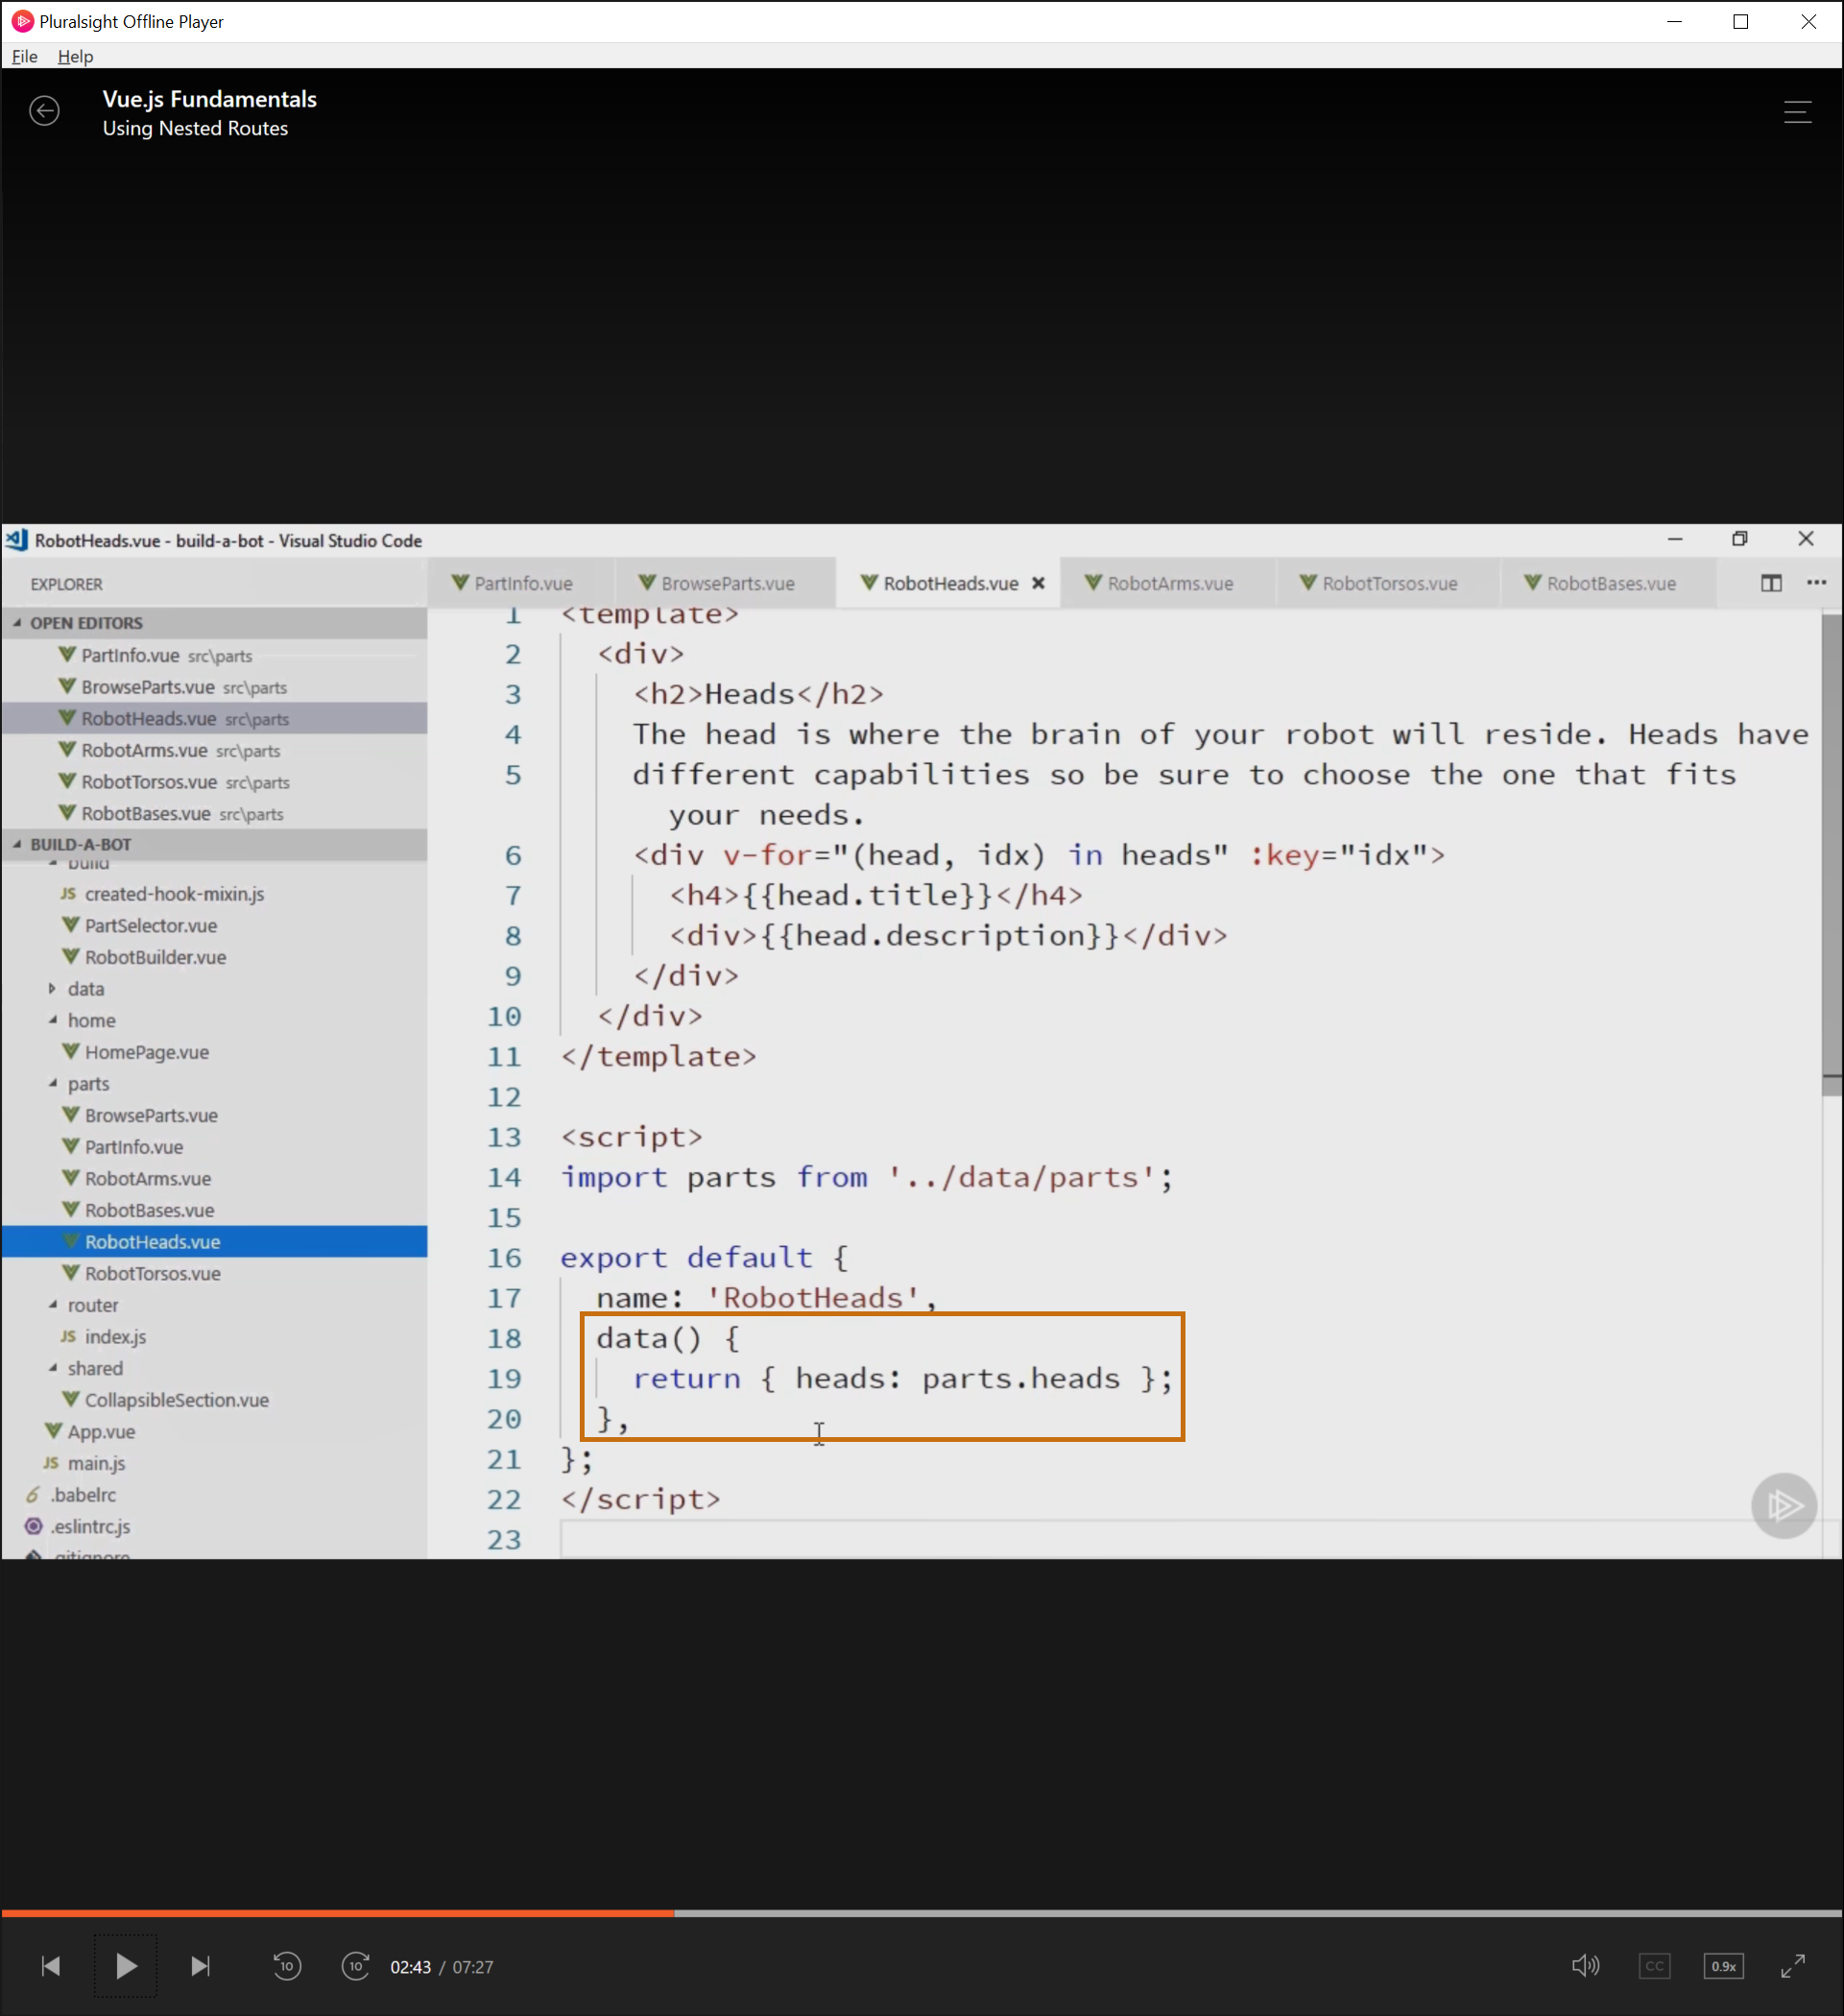 Pluralsight Offline Player
File Help
Vue.js Fundamentals
Using Nested Routes
RobotHeads.vue - build-a-bot - Visual Studio Code
EXPLORER
PartInfo.vue
BrowseParts.vue
RobotHeads.vue
RobotArms.vue
RobotTorsos.vue
RobotBases.vue
OPEN EDITORS
PartInfo.vue src\parts
BrowseParts.vue src\parts
RobotHeads.vue src\parts
RobotArms.vue src\parts
RobotTorsos.vue src\parts
RobotBases.vue src\parts
BUILD-A-BOT
build
JS created-hook-mixin.js
PartSelector.vue
RobotBuilder.vue
data
home
HomePage.vue
parts
BrowseParts.vue
PartInfo.vue
RobotArms.vue
RobotBases.vue
RobotHeads.vue
RobotTorsos.vue
router
JS index.js
shared
CollapsibleSection.vue
App.vue
JS main.js
.babelrc
.eslintrc.js
.gitignore
1 <template>
2 <div>
3 <h2>Heads</h2>
4 The head is where the brain of your robot will reside. Heads have
5 different capabilities so be sure to choose the one that fits
your needs.
6 <div v-for="(head, idx) in heads" :key="idx">
7 <h4>{{head.title}}</h4>
8 <div>{{head.description}}</div>
9 </div>
10 </div>
11 </template>
12
13 <script>
14 import parts from '../data/parts';
15
16 export default {
17 name: 'RobotHeads',
18 data() {
19 return { heads: parts.heads };
20 },
21 };
22 </script>
23
10
10
02:43 / 07:27
CC
0.9x